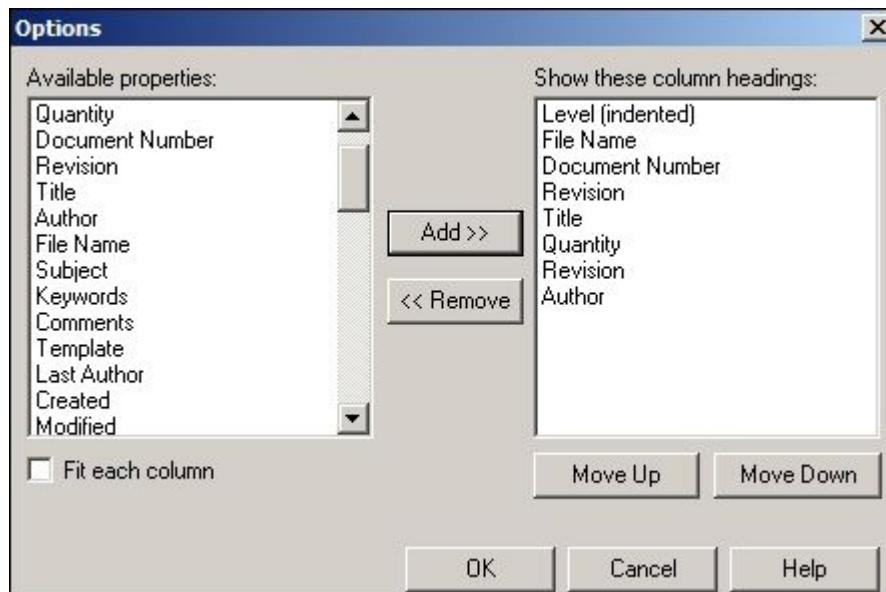 Options
Available properties:
Quantity
Document Number
Revision
Title
Author
File Name
Subject
Keywords
Comments
Template
Last Author
Created
Modified
Fit each column
Add >>
<< Remove
Show these column headings:
Level (indented)
File Name
Document Number
Revision
Title
Quantity
Revision
Author
Move Up
Move Down
OK
Cancel
Help